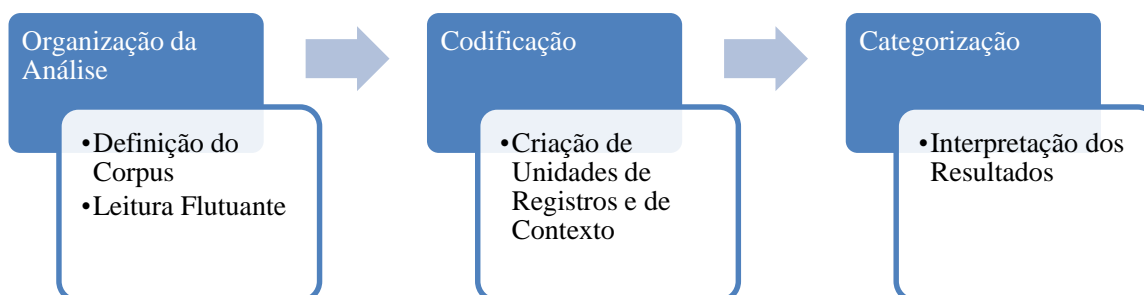 Organização da
Análise
•Definição do
Corpus
•Leitura Flutuante
Codificação
•Criação de
Unidades de
Registros e de
Contexto
Categorização
•Interpretação dos
Resultados